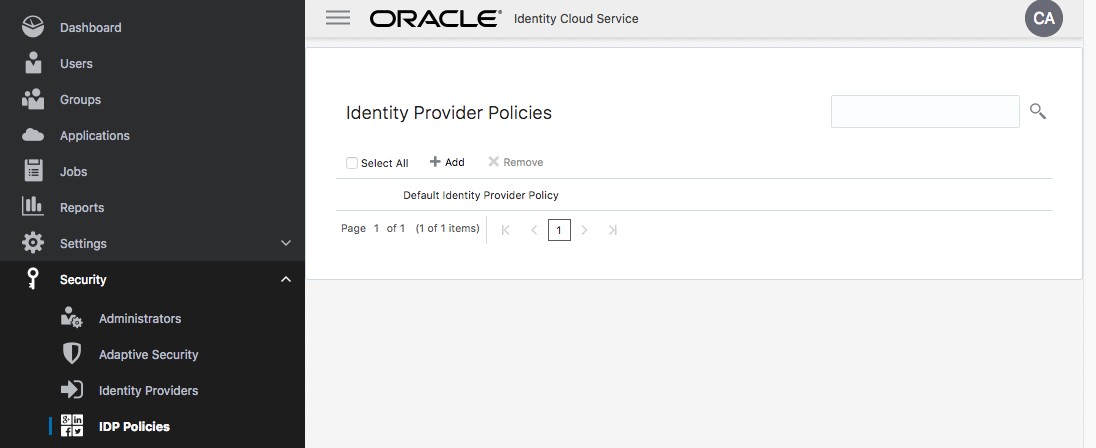 Dashboard
Users
Groups
Applications
Jobs
Reports
Settings
Security
Administrators
Adaptive Security
Identity Providers
IDP Policies
ORACLE® Identity Cloud Service
CA
Identity Provider Policies
Select All Add Remove
Default Identity Provider Policy
Page 1 of 1 (1 of 1 items) 1